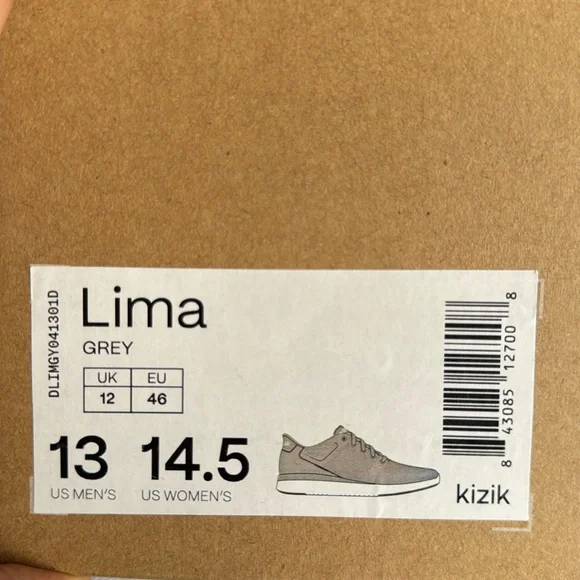 DLIMGY041301D
Lima
GREY
UK EU
12 46
13 14.5
US MEN'S US WOMEN'S
8 43085 12700 8
kizik